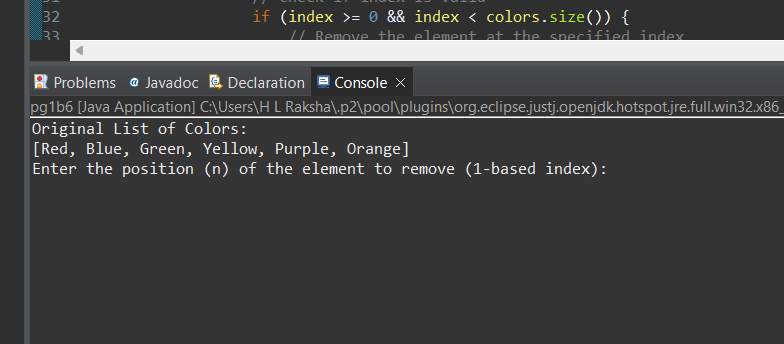 // Check if index is valid
32 if (index >= 0 && index < colors.size()) {
33 // Remove the element at the specified index
Problems Javadoc Declaration Console
pg1b6 [Java Application] C:\Users\H L Raksha\.p2\pool\plugins\org.eclipse.justj.openjdk.hotspot.jre.full.win32.x86_
Original List of Colors:
[Red, Blue, Green, Yellow, Purple, Orange]
Enter the position (n) of the element to remove (1-based index):